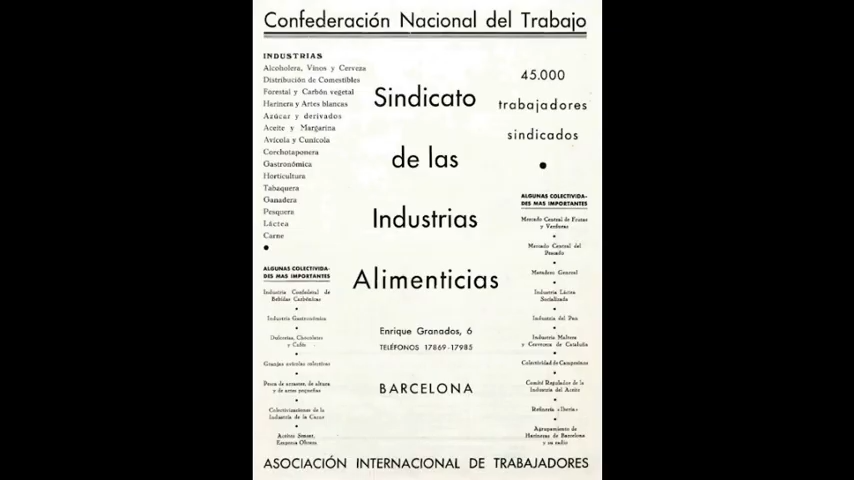 Confederación Nacional del Trabajo
INDUSTRIAS
Alcoholera, Vinos y Cerveza
Distribución de Comestibles
Forestal y Carbón vegetal
Harinera y Artes blancas
Azúcar y derivados
Aceite y Margarina
Avícola y Cunícola
Corchotaponera
Gastronómica
Horticultura
Tabaquera
Ganadera
Pesquera
Láctea
Carne
ALGUNAS COLECTIVIDA-
DES MAS IMPORTANTES
Industria Confederal de
Bebidas Carbónicas
Industria Gastronómica
Dulcerías, Chocolates
y Cafés
Granjas avícolas colectivas
Pesca de arrastre, de altura
y de artes pequeñas
Colectivizaciones de la
Industria de la Carne
Empresa Obrera
Sindicato
de las
Industrias
Alimenticias
Enrique Granados, 6
TELÉFONOS 17869-17985
BARCELONA
45.000
trabajadores
sindicados
ALGUNAS COLECTIVIDA-
DES MAS IMPORTANTES
Mercado Central de Frutas
y Verduras
Mercado Central del
Pescado
Matadero General
Industria Láctea
Socializada
Industria del Pan
Industria Maltera
y Cervecera de Cataluña
Colectividad de Campesinos
Comité Regulador de la
Industria del Aceite
Refinería «Iberia»
Agrupamiento de
Harineras de Barcelona
y su radio
ASOCIACIÓN INTERNACIONAL DE TRABAJADORES